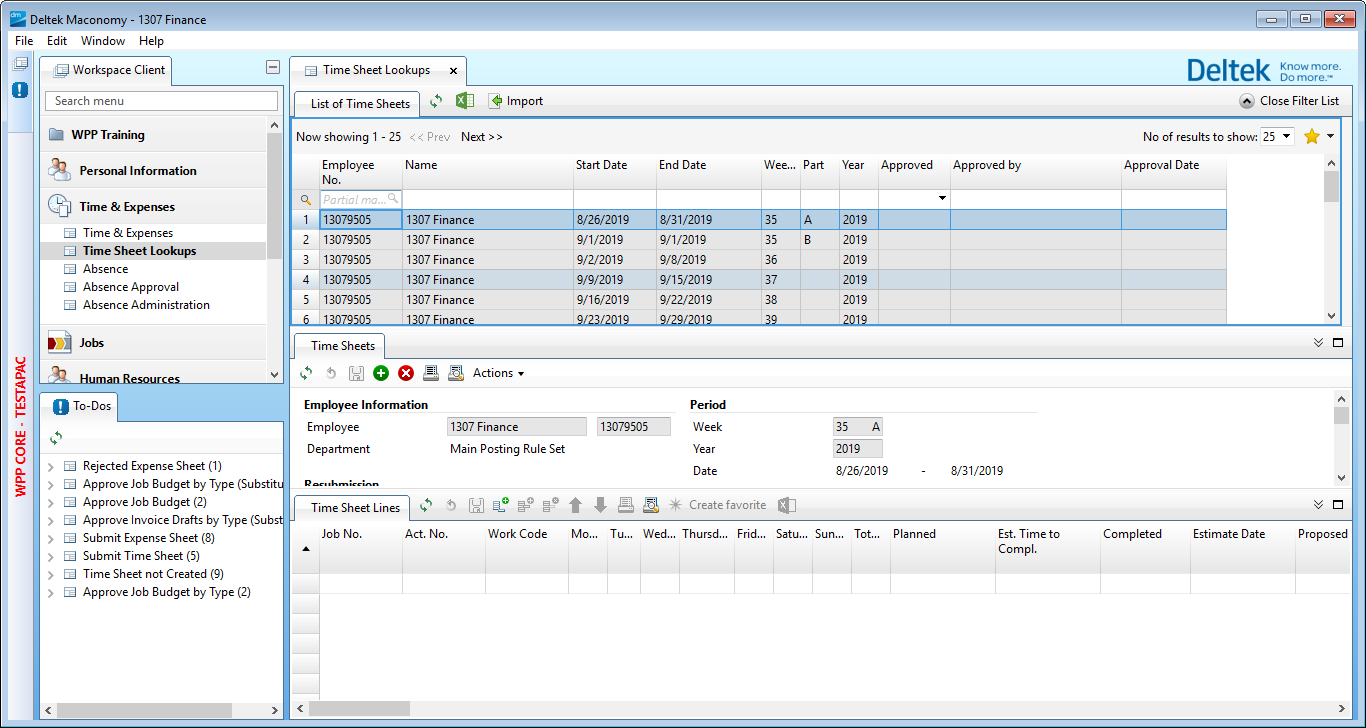 Deltek Maconomy - 1307 Finance
File Edit Window Help
Workspace Client
Search menu
WPP Training
Personal Information
Time & Expenses
Time & Expenses
Time Sheet Lookups
Absence
Absence Approval
Absence Administration
Jobs
Human Resources
WPP CORE - TESTAPAC
To-Dos
Rejected Expense Sheet (1)
Approve Job Budget by Type (Substitu
Approve Job Budget (2)
Approve Invoice Drafts by Type (Subst
Submit Expense Sheet (8)
Submit Time Sheet (5)
Time Sheet not Created (9)
Approve Job Budget by Type (2)
Time Sheet Lookups
Deltek Know more.
Do more.™
List of Time Sheets Import Close Filter List
Now showing 1 - 25 << Prev Next >> No of results to show: 25
Employee No. Name Start Date End Date Wee... Part Year Approved Approved by Approval Date
Partial ma...
1 13079505 1307 Finance 8/26/2019 8/31/2019 35 A 2019
2 13079505 1307 Finance 9/1/2019 9/1/2019 35 B 2019
3 13079505 1307 Finance 9/2/2019 9/8/2019 36 2019
4 13079505 1307 Finance 9/9/2019 9/15/2019 37 2019
5 13079505 1307 Finance 9/16/2019 9/22/2019 38 2019
6 13079505 1307 Finance 9/23/2019 9/29/2019 39 2019
Time Sheets
Actions
Employee Information Period
Employee 1307 Finance 13079505 Week 35 A
Department Main Posting Rule Set Year 2019
Date 8/26/2019 - 8/31/2019
Resubmission
Time Sheet Lines Create favorite
Job No. Act. No. Work Code Mo... Tu... Wed... Thursd... Frid... Satu... Sun... Tot... Planned Est. Time to Compl. Completed Estimate Date Proposed